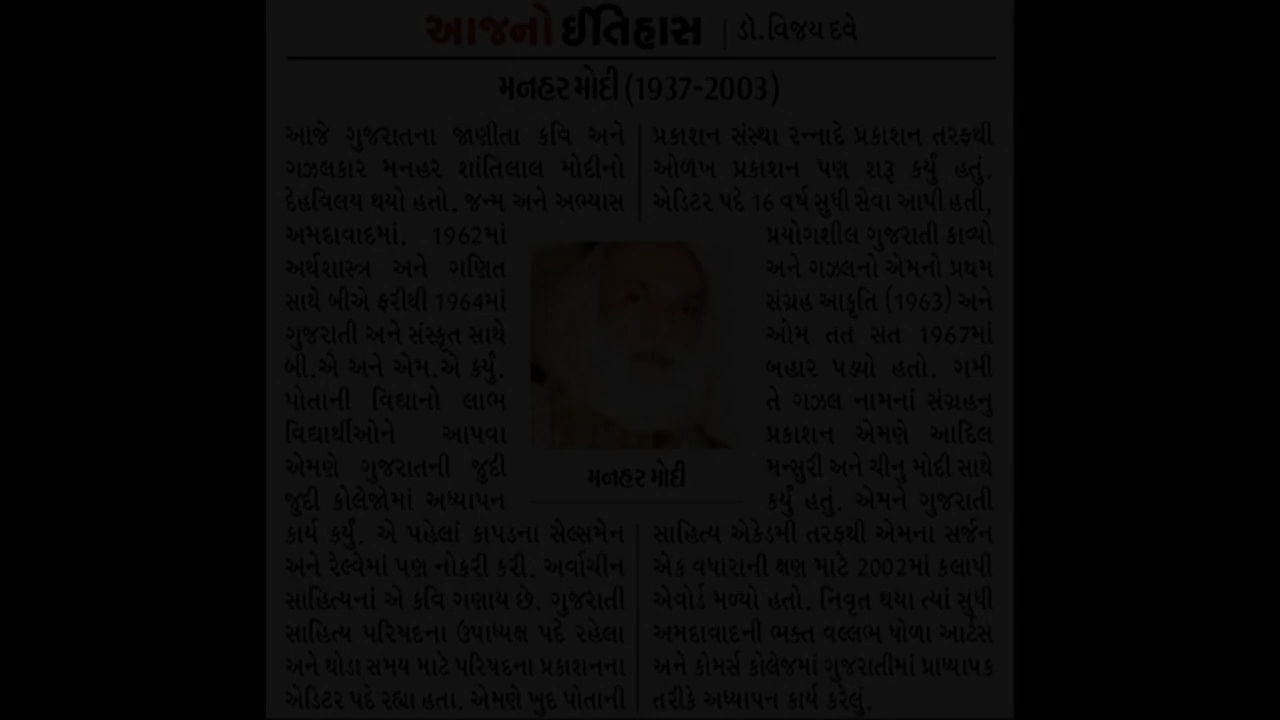 આજનો ઈતિહાસ | ડો.વિજય દવે
મનહર મોદી (1937-2003)
આજે ગુજરાતના જાણીતા કવિ અને
ગઝલકાર મનહર શાંતિલાલ મોદીનો
દેહવિલય થયો હતો. જન્મ અને અભ્યાસ
અમદાવાદમાં. 1962માં
અર્થશાસ્ત્ર અને ગણિત
સાથે બીએ ફરીથી 1964માં
ગુજરાતી અને સંસ્કૃત સાથે
બી.એ અને એમ.એ કર્યું.
પોતાની વિદ્યાનો લાભ
વિદ્યાર્થીઓને આપવા
એમણે ગુજરાતની જુદી
જુદી કોલેજોમાં અધ્યાપન
કાર્ય કર્યું. એ પહેલાં કાપડના સેલ્સમેન
અને રેલ્વેમાં પણ નોકરી કરી. અર્વાચીન
સાહિત્યનાં એ કવિ ગણાય છે. ગુજરાતી
સાહિત્ય પરિષદના ઉપાધ્યક્ષ પદે રહેલા
અને થોડા સમય માટે પરિષદના પ્રકાશનના
એડિટર પદે રહ્યા હતા. એમણે ખુદ પોતાની
મનહર મોદી
પ્રકાશન સંસ્થા રન્નાદે પ્રકાશન તરફથી
ઓળખ પ્રકાશન પણ શરૂ કર્યું હતું.
એડિટર પદે 16 વર્ષ સુધી સેવા આપી હતી,
પ્રયોગશીલ ગુજરાતી કાવ્યો
અને ગઝલનો એમનો પ્રથમ
સંગ્રહ આકૃતિ (1963) અને
ઓમ તત સત 1967માં
બહાર પડ્યો હતો. ગમી
તે ગઝલ નામનાં સંગ્રહનુ
પ્રકાશન એમણે આદિલ
મન્સુરી અને ચીનુ મોદી સાથે
કર્યું હતું. એમને ગુજરાતી
સાહિત્ય એકેડમી તરફથી એમના સર્જન
એક વધારાની ક્ષણ માટે 2002માં કલાપી
એવોર્ડ મળ્યો હતો. નિવૃત થયા ત્યાં સુધી
અમદાવાદની ભક્ત વલ્લભ ધોળા આર્ટસ
અને કોમર્સ કોલેજમાં ગુજરાતીમાં પ્રાધ્યાપક
તરીકે અધ્યાપન કાર્ય કરેલું.